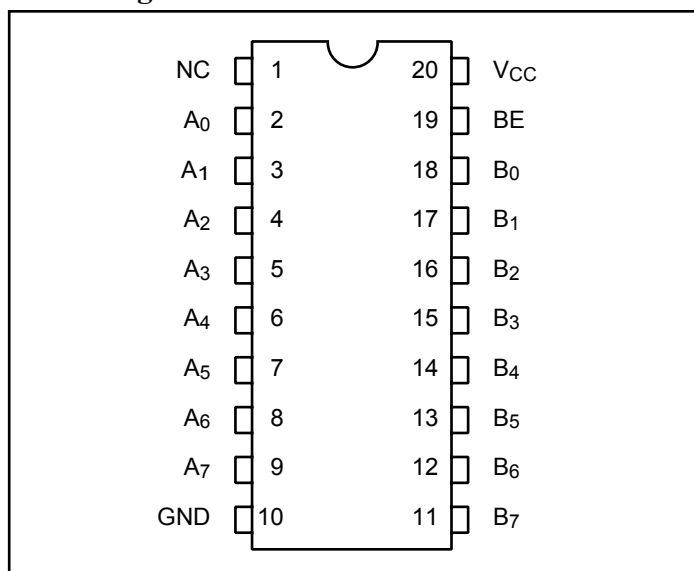 NC 1 20 VCC
A0 2 19 BE
A1 3 18 B0
A2 4 17 B1
A3 5 16 B2
A4 6 15 B3
A5 7 14 B4
A6 8 13 B5
A7 9 12 B6
GND 10 11 B7